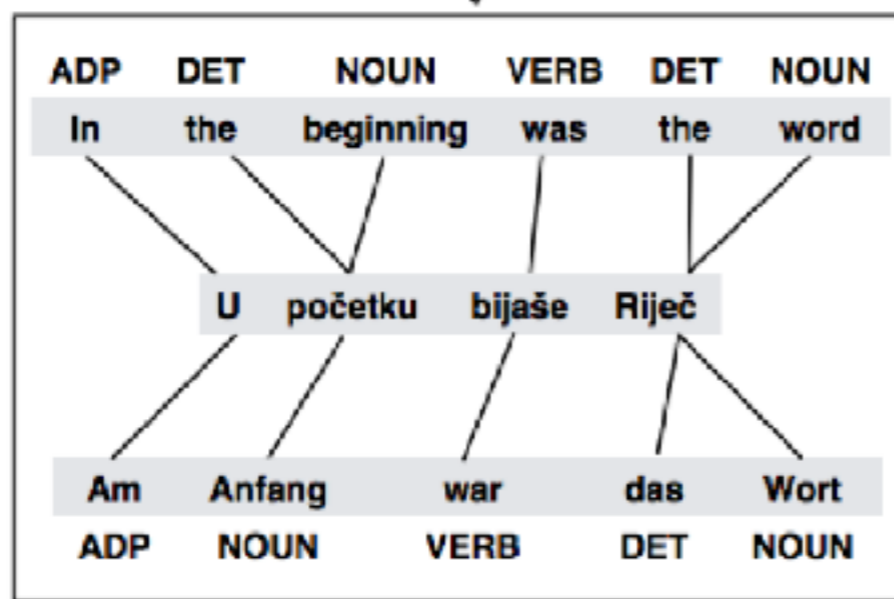 ADP DET NOUN VERB DET NOUN
In the beginning was the word
U početku bijaše Riječ
Am Anfang war das Wort
ADP NOUN VERB DET NOUN